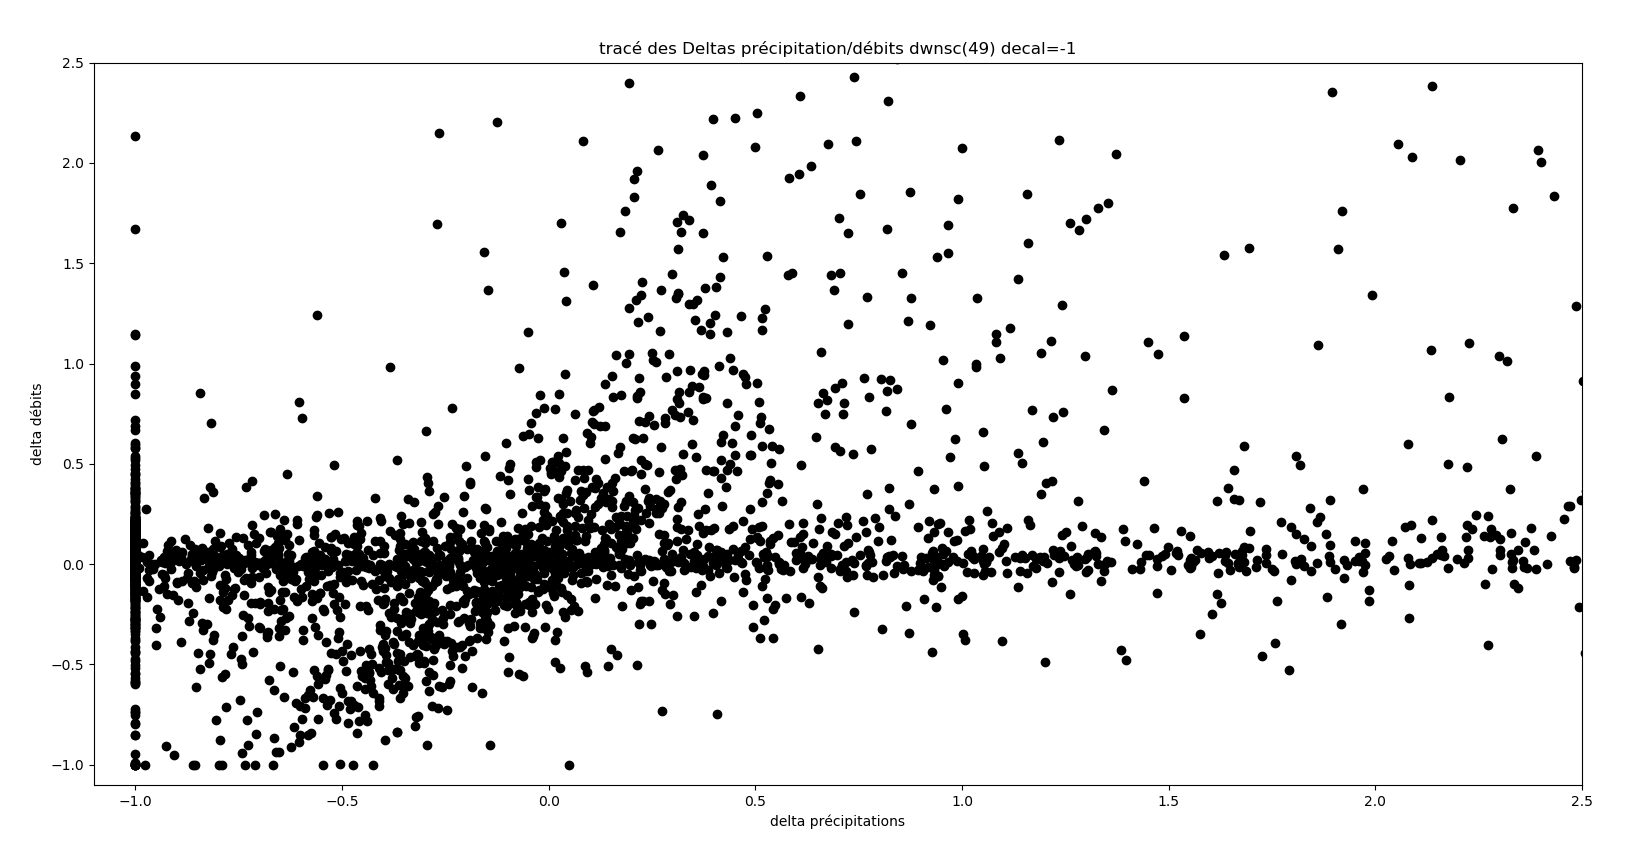 tracé des Deltas précipitation/débits dwnsc(49) decal=-1
2.5
2.0
1.5
1.0
0.5
0.0
−0.5
−1.0
delta débits
−1.0 −0.5 0.0 0.5 1.0 1.5 2.0 2.5
delta précipitations